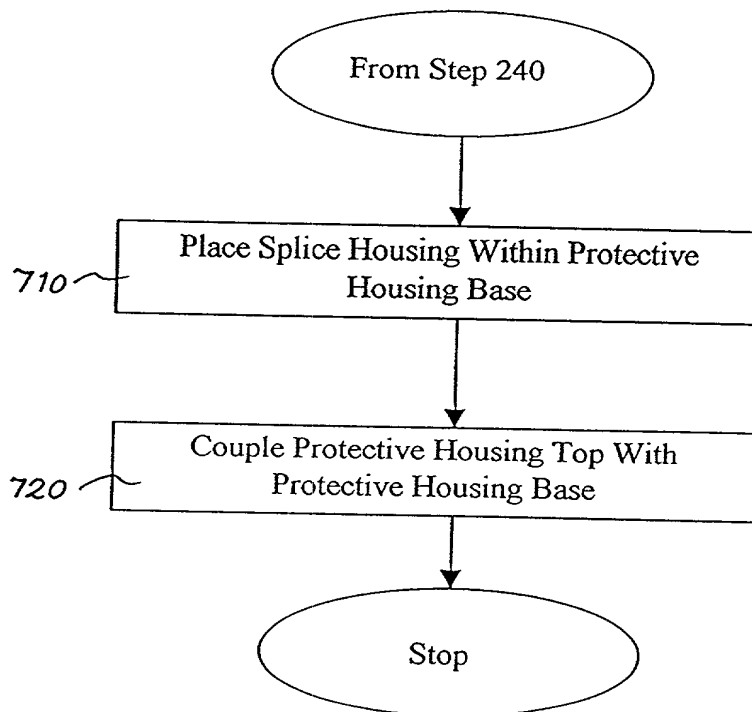 From Step 240
Place Splice Housing Within Protective
Housing Base
710
Couple Protective Housing Top With
Protective Housing Base
720
Stop